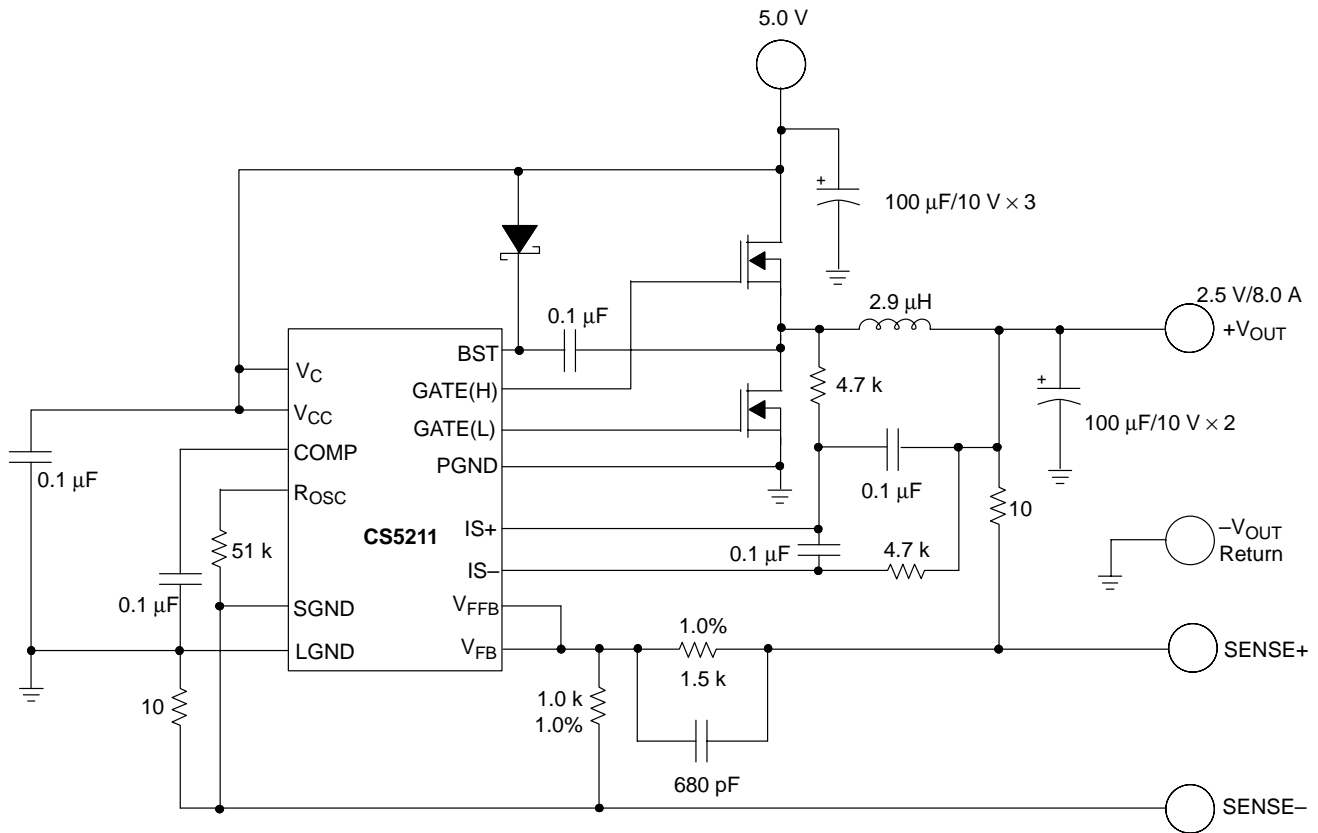 5.0 V
100 μF/10 V × 3
2.9 μH
2.5 V/8.0 A
+VOUT
0.1 μF
BST
VC
GATE(H)
4.7 k
VCC
GATE(L)
100 μF/10 V × 2
COMP
PGND
0.1 μF
0.1 μF
ROSC
10
IS+
CS5211
–VOUT
Return
51 k
0.1 μF
4.7 k
IS–
0.1 μF
SGND
VFFB
1.0%
LGND
VFB
SENSE+
1.5 k
10
1.0 k
1.0%
680 pF
SENSE–